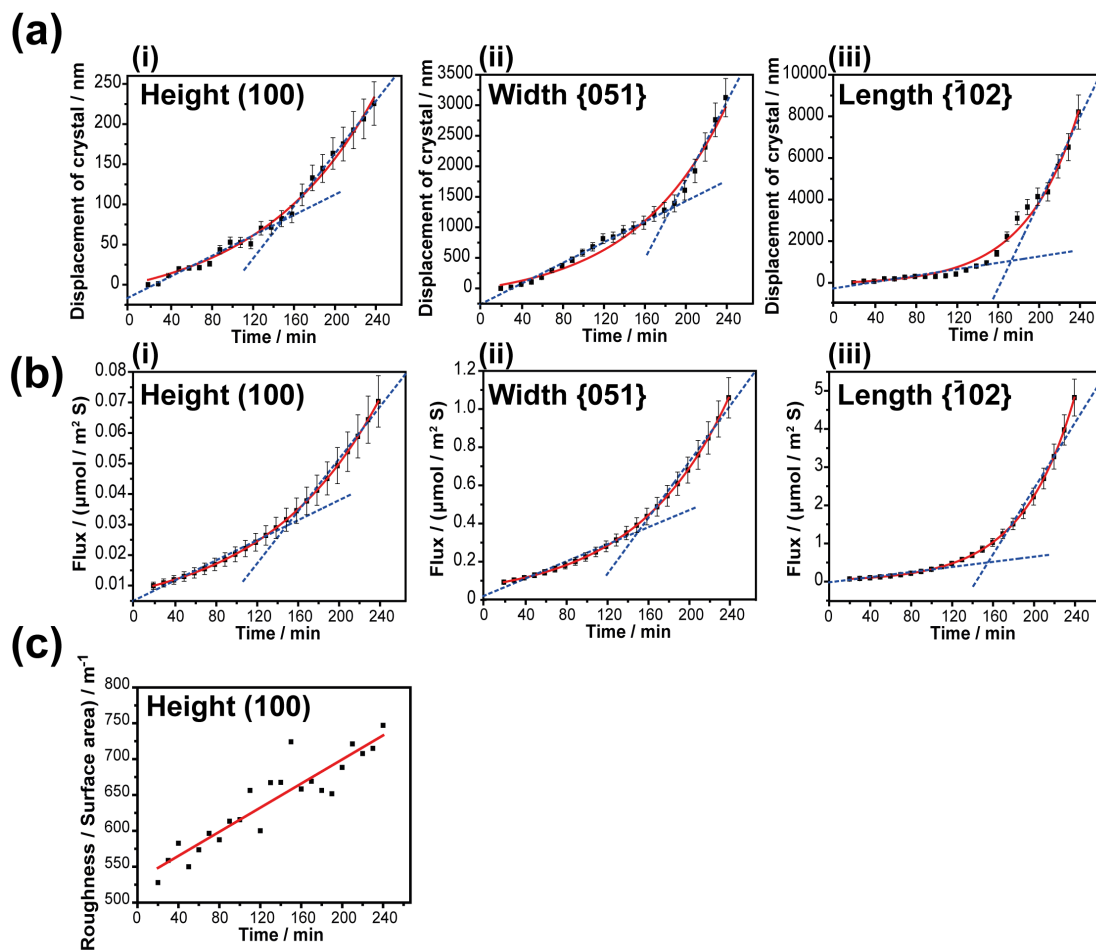 (a)
(i)
Height (100)
Displacement of crystal / nm
250
200
150
100
50
0
0 40 80 120 160 200 240
Time / min
(ii)
Width {051}
Displacement of crystal / nm
3500
3000
2500
2000
1500
1000
500
0
0 40 80 120 160 200 240
Time / min
(iii)
Length {1̄02}
Displacement of crystal / nm
10000
8000
6000
4000
2000
0
0 40 80 120 160 200 240
Time / min
(b)
(i)
Height (100)
Flux / (µmol / m² S)
0.08
0.07
0.06
0.05
0.04
0.03
0.02
0.01
0 40 80 120 160 200 240
Time / min
(ii)
Width {051}
Flux / (µmol / m² S)
1.2
1.0
0.8
0.6
0.4
0.2
0
0 40 80 120 160 200 240
Time / min
(iii)
Length {1̄02}
Flux / (µmol / m² S)
5
4
3
2
1
0
0 40 80 120 160 200 240
Time / min
(c)
Height (100)
Roughness / Surface area) / m⁻¹
800
750
700
650
600
550
500
0 40 80 120 160 200 240
Time / min